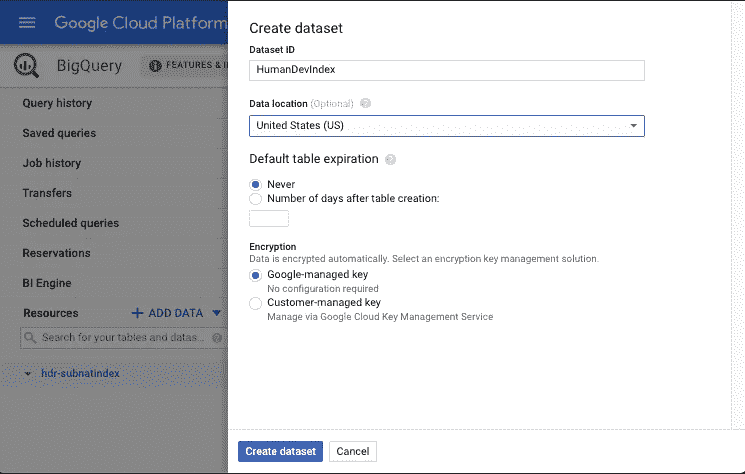 Google Cloud Platform
BigQuery
FEATURES & I
Query history
Saved queries
Job history
Transfers
Scheduled queries
Reservations
BI Engine
Resources
+ ADD DATA
Search for your tables and datas...
hdr-subnatindex
Create dataset
Dataset ID
HumanDevIndex
Data location (Optional)
United States (US)
Default table expiration
Never
Number of days after table creation:
Encryption
Data is encrypted automatically. Select an encryption key management solution.
Google-managed key
No configuration required
Customer-managed key
Manage via Google Cloud Key Management Service
Create dataset
Cancel